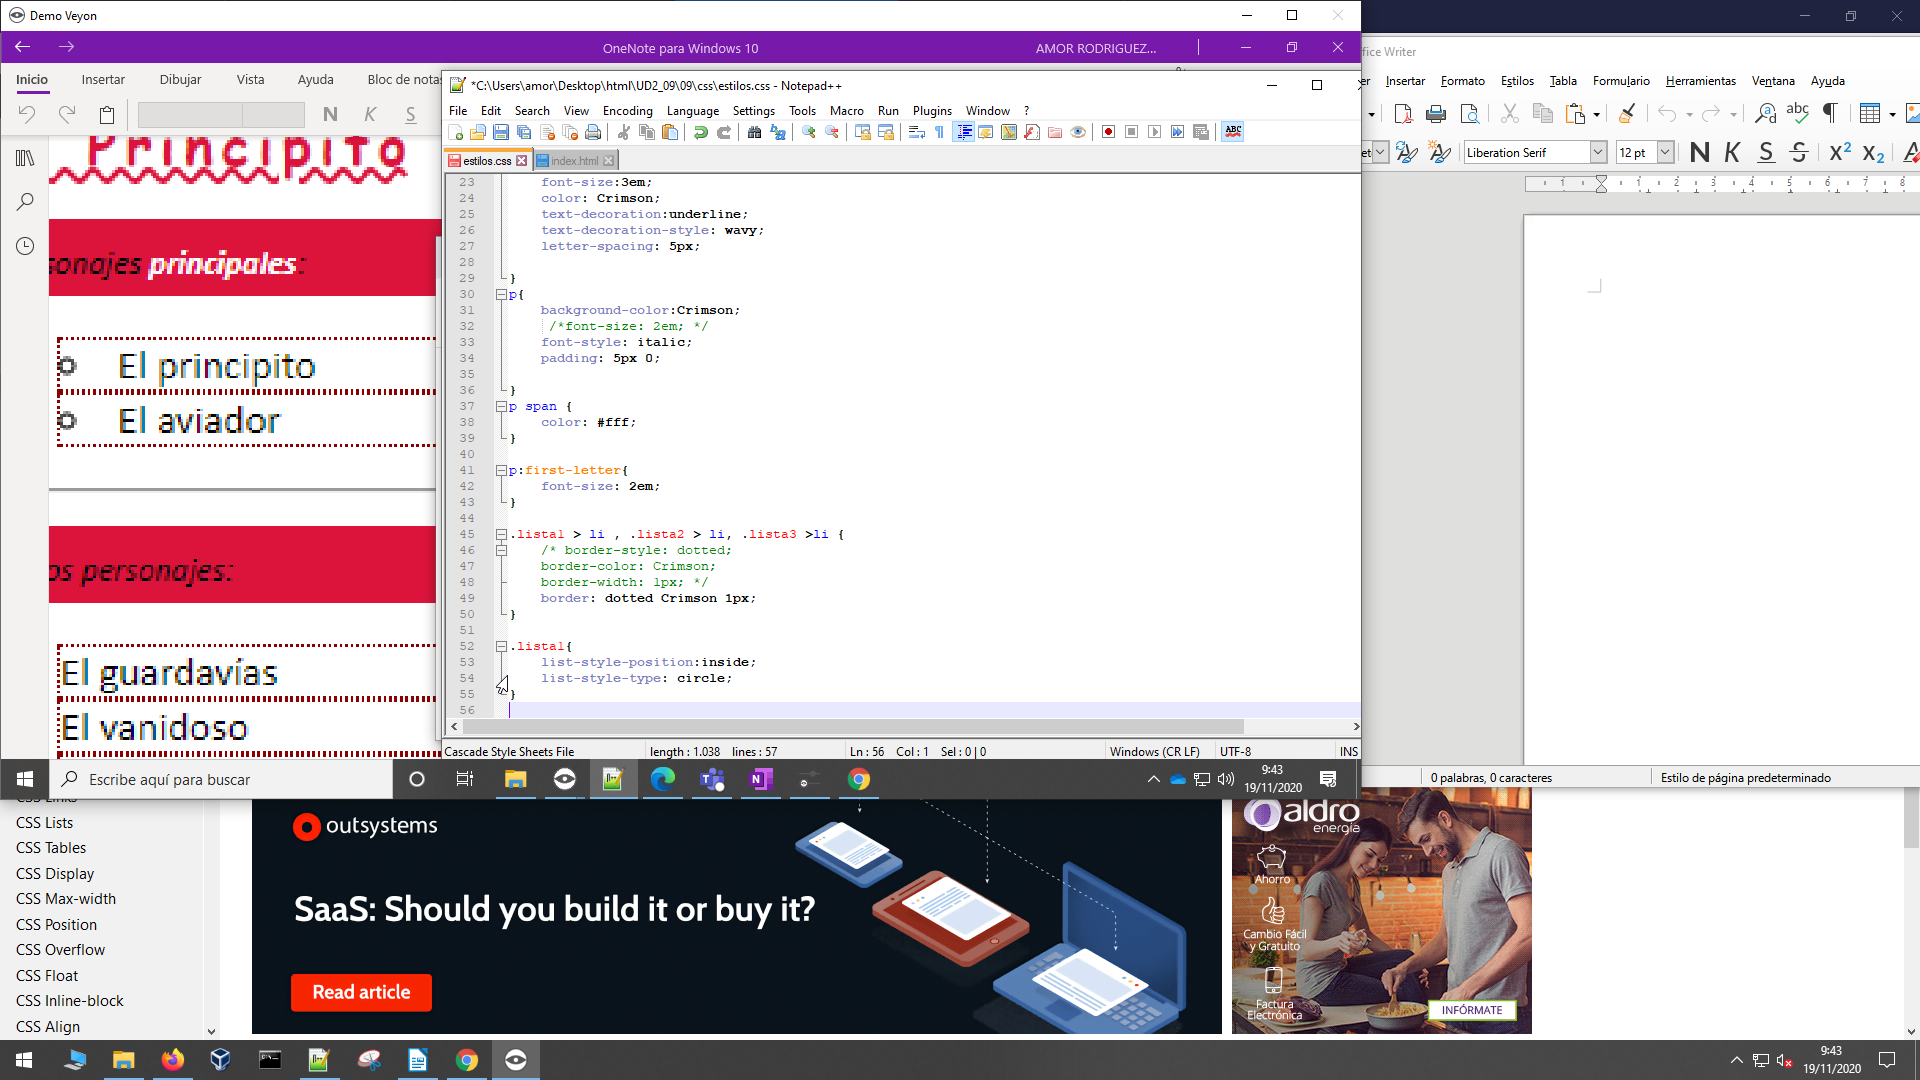 Demo Veyon
OneNote para Windows 10
AMOR RODRIGUEZ...
Inicio
Insertar
Dibujar
Vista
Ayuda
Bloc de notas
N K S
Principito
sonajes principales:
El principito
El aviador
os personajes:
El guardavías
El vanidoso
*C:\Users\amor\Desktop\html\UD2_09\09\css\estilos.css - Notepad++
File Edit Search View Encoding Language Settings Tools Macro Run Plugins Window ?
estilos.css
index.html
23 font-size:3em;
24 color: Crimson;
25 text-decoration:underline;
26 text-decoration-style: wavy;
27 letter-spacing: 5px;
28
29 }
30 p{
31 background-color:Crimson;
32 /*font-size: 2em; */
33 font-style: italic;
34 padding: 5px 0;
35
36 }
37 p span {
38 color: #fff;
39 }
40
41 p:first-letter{
42 font-size: 2em;
43 }
44
45 .lista1 > li , .lista2 > li, .lista3 >li {
46 /* border-style: dotted;
47 border-color: Crimson;
48 border-width: 1px; */
49 border: dotted Crimson 1px;
50 }
51
52 .lista1{
53 list-style-position:inside;
54 list-style-type: circle;
55 }
56
Cascade Style Sheets File
length : 1.038 lines : 57
Ln : 56 Col : 1 Sel : 0 | 0
Windows (CR LF)
UTF-8
INS
Escribe aquí para buscar
9:43
19/11/2020
fice Writer
er Insertar Formato Estilos Tabla Formulario Herramientas Ventana Ayuda
Liberation Serif
12 pt
N K S S X² X₂ A
1 1 2 3 4 5 6 7 8
0 palabras, 0 caracteres
Estilo de página predeterminado
CSS Links
CSS Lists
CSS Tables
CSS Display
CSS Max-width
CSS Position
CSS Overflow
CSS Float
CSS Inline-block
CSS Align
outsystems
SaaS: Should you build it or buy it?
Read article
aldro
energía
Ahorro
Cambio Fácil
y Gratuito
Factura
Electrónica
INFÓRMATE
9:43
19/11/2020